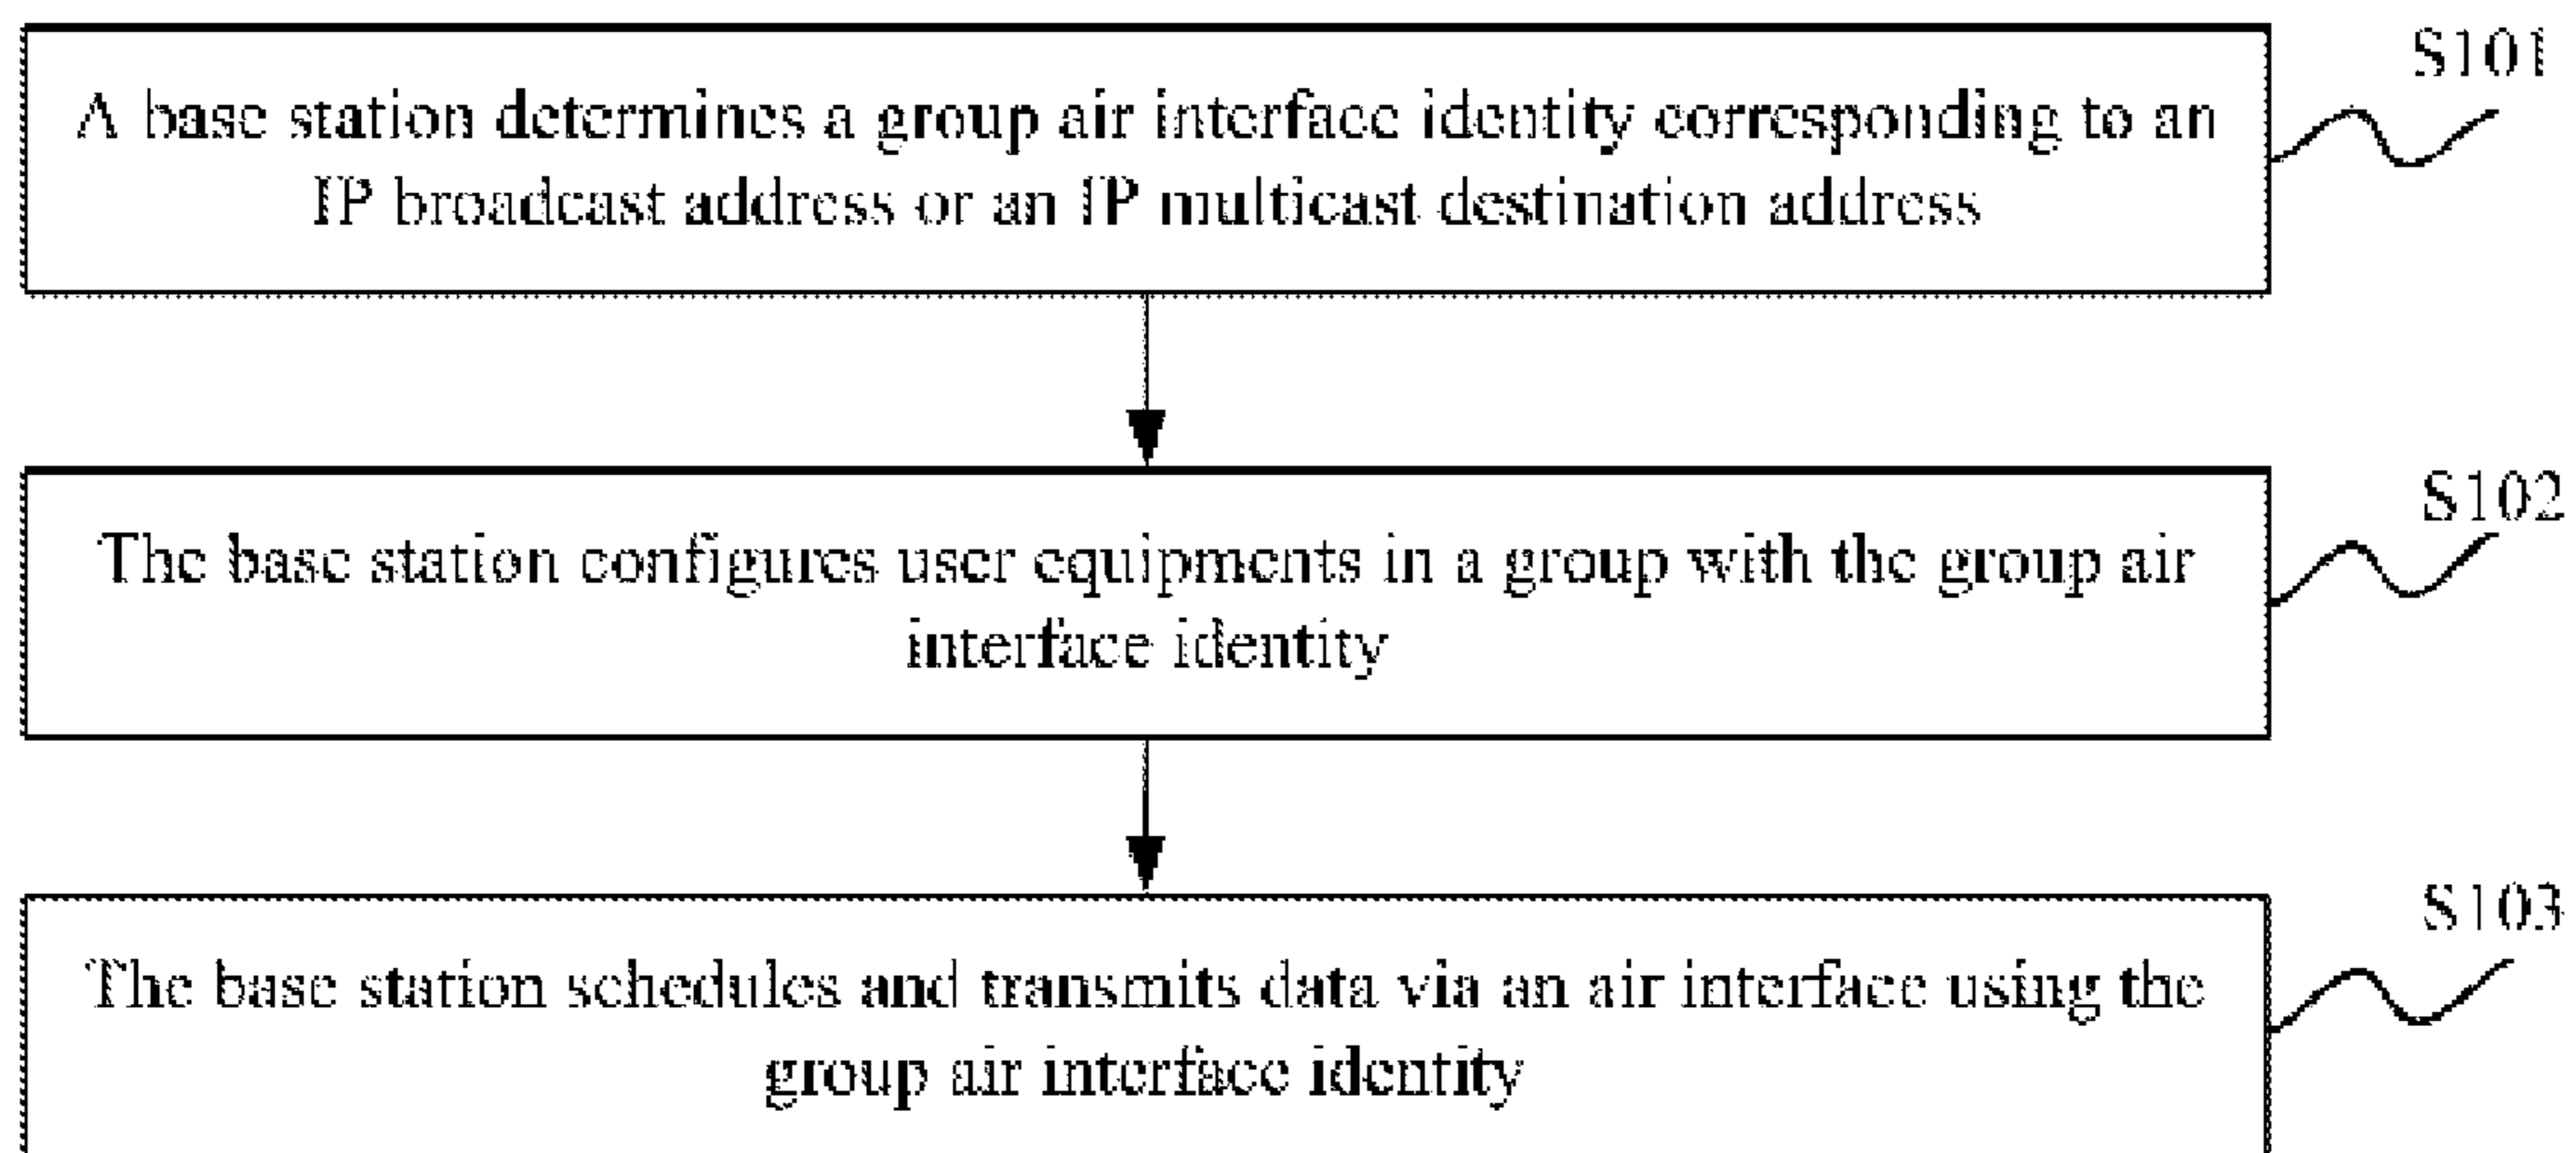 S101
A base station determines a group air interface identity corresponding to an
IP broadcast address or an IP multicast destination address
S102
The base station configures user equipments in a group with the group air
interface identity
S103
The base station schedules and transmits data via an air interface using the
group air interface identity